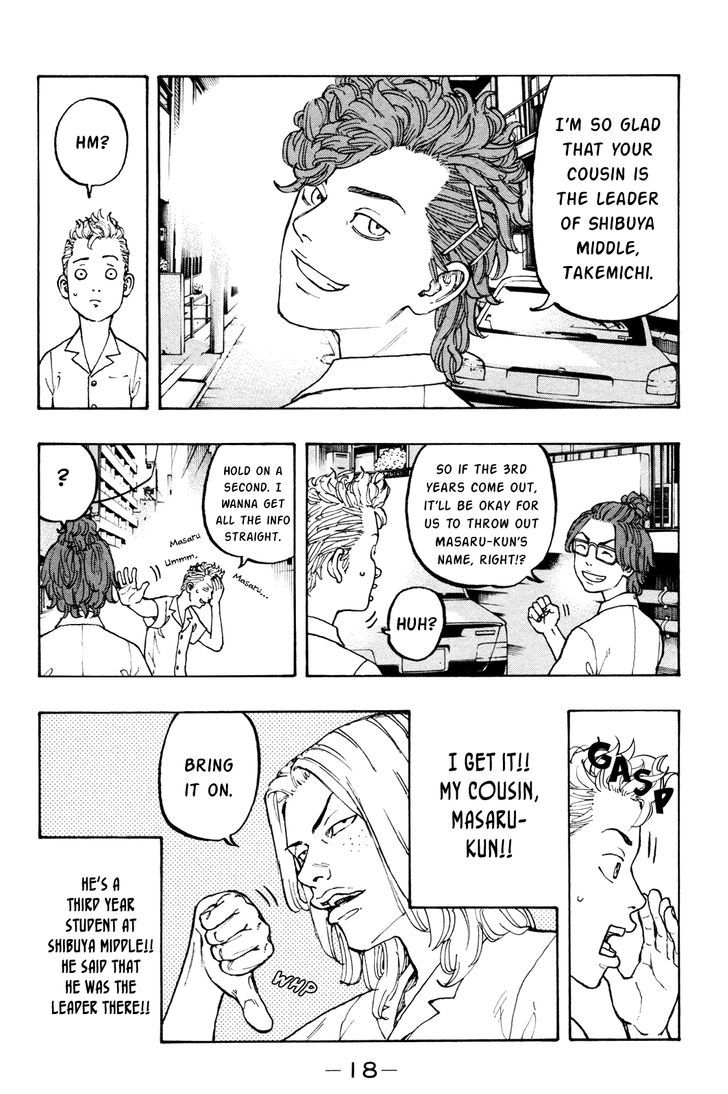 I'M SO GLAD
THAT YOUR
COUSIN IS
THE LEADER
OF SHIBUYA
MIDDLE,
TAKEMICHI.
HM?
SO IF THE 3RD
YEARS COME OUT,
IT'LL BE OKAY FOR
US TO THROW OUT
MASARU-KUN'S
NAME, RIGHT!?
HUH?
HOLD ON A
SECOND. I
WANNA GET
ALL THE INFO
STRAIGHT.
Masaru
Ummm.
Masaru...
?
GASP
I GET IT!!
MY COUSIN,
MASARU-
KUN!!
BRING
IT ON.
WHP
HE'S A
THIRD YEAR
STUDENT AT
SHIBUYA MIDDLE!!
HE SAID THAT
HE WAS THE
LEADER THERE!!
-18-